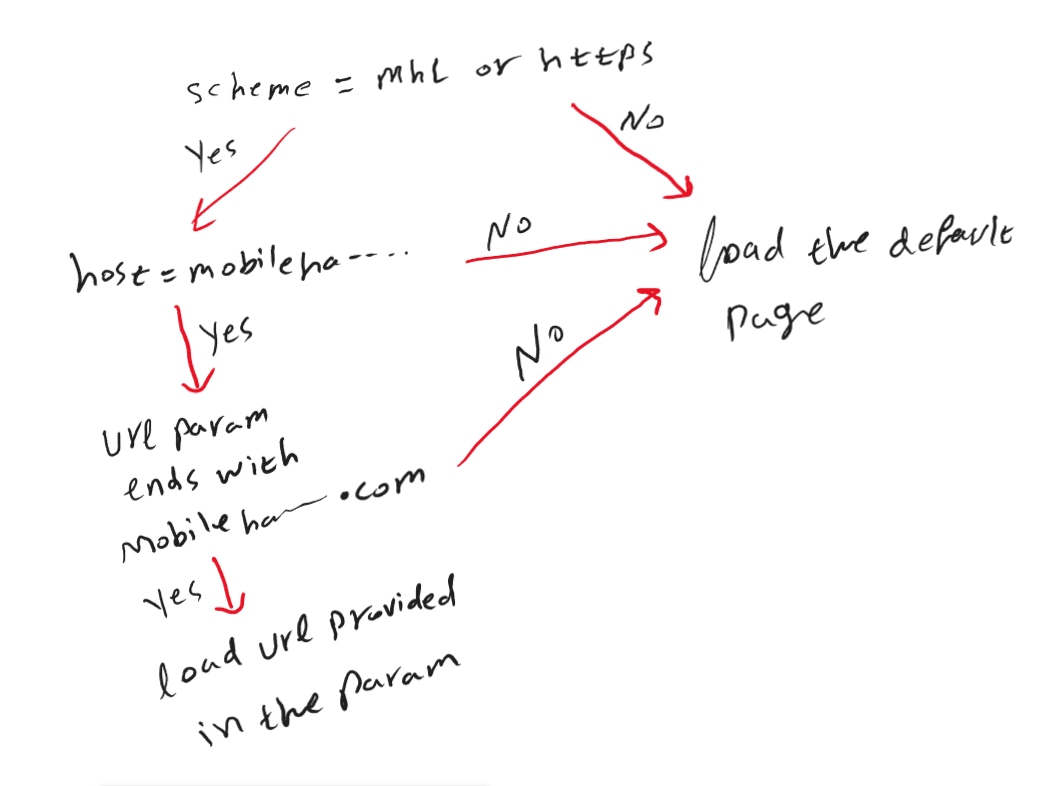 scheme = mhl or https
Yes
No
host = mobileha----..
No
load the default
page
Yes
No
url param
ends with
mobileha—.com
Yes
load url provided
in the param